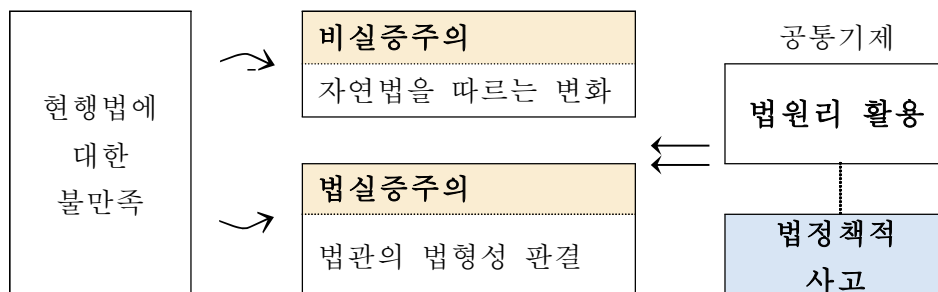 현행법에
대한
불만족
비실증주의
자연법을 따르는 변화
법실증주의
법관의 법형성 판결
공통기제
법원리 활용
법정책적
사고